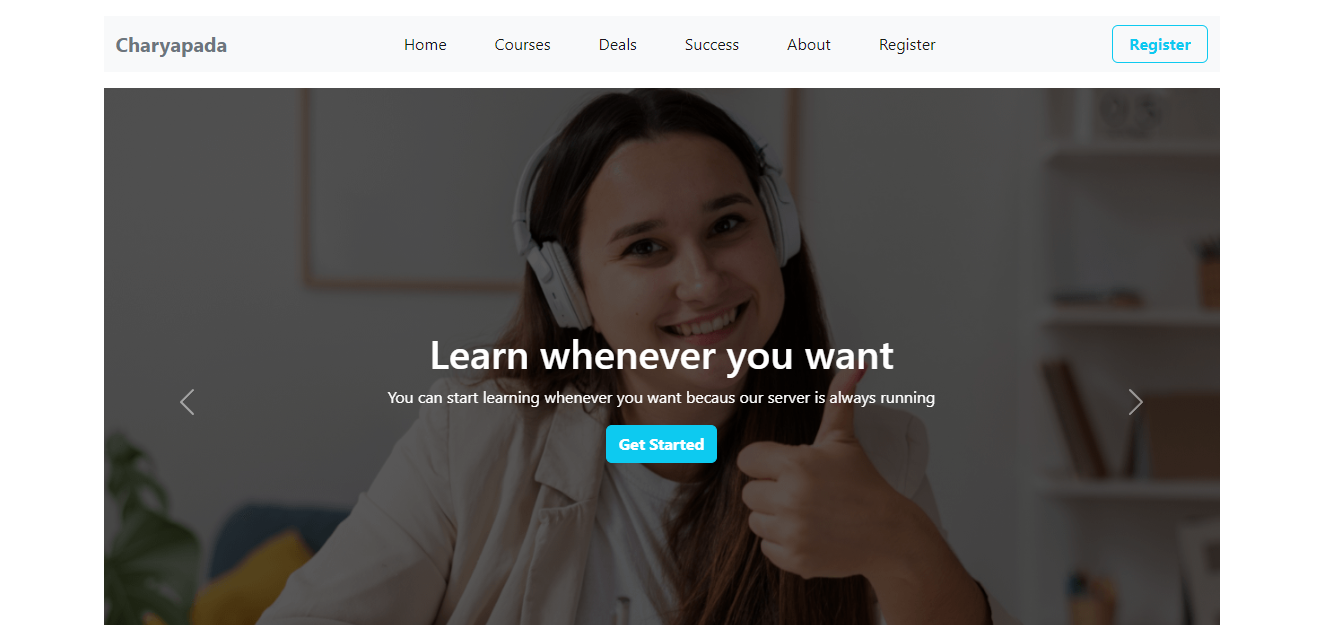 Charyapada
Home Courses Deals Success About Register
Register
Learn whenever you want
You can start learning whenever you want becaus our server is always running
Get Started